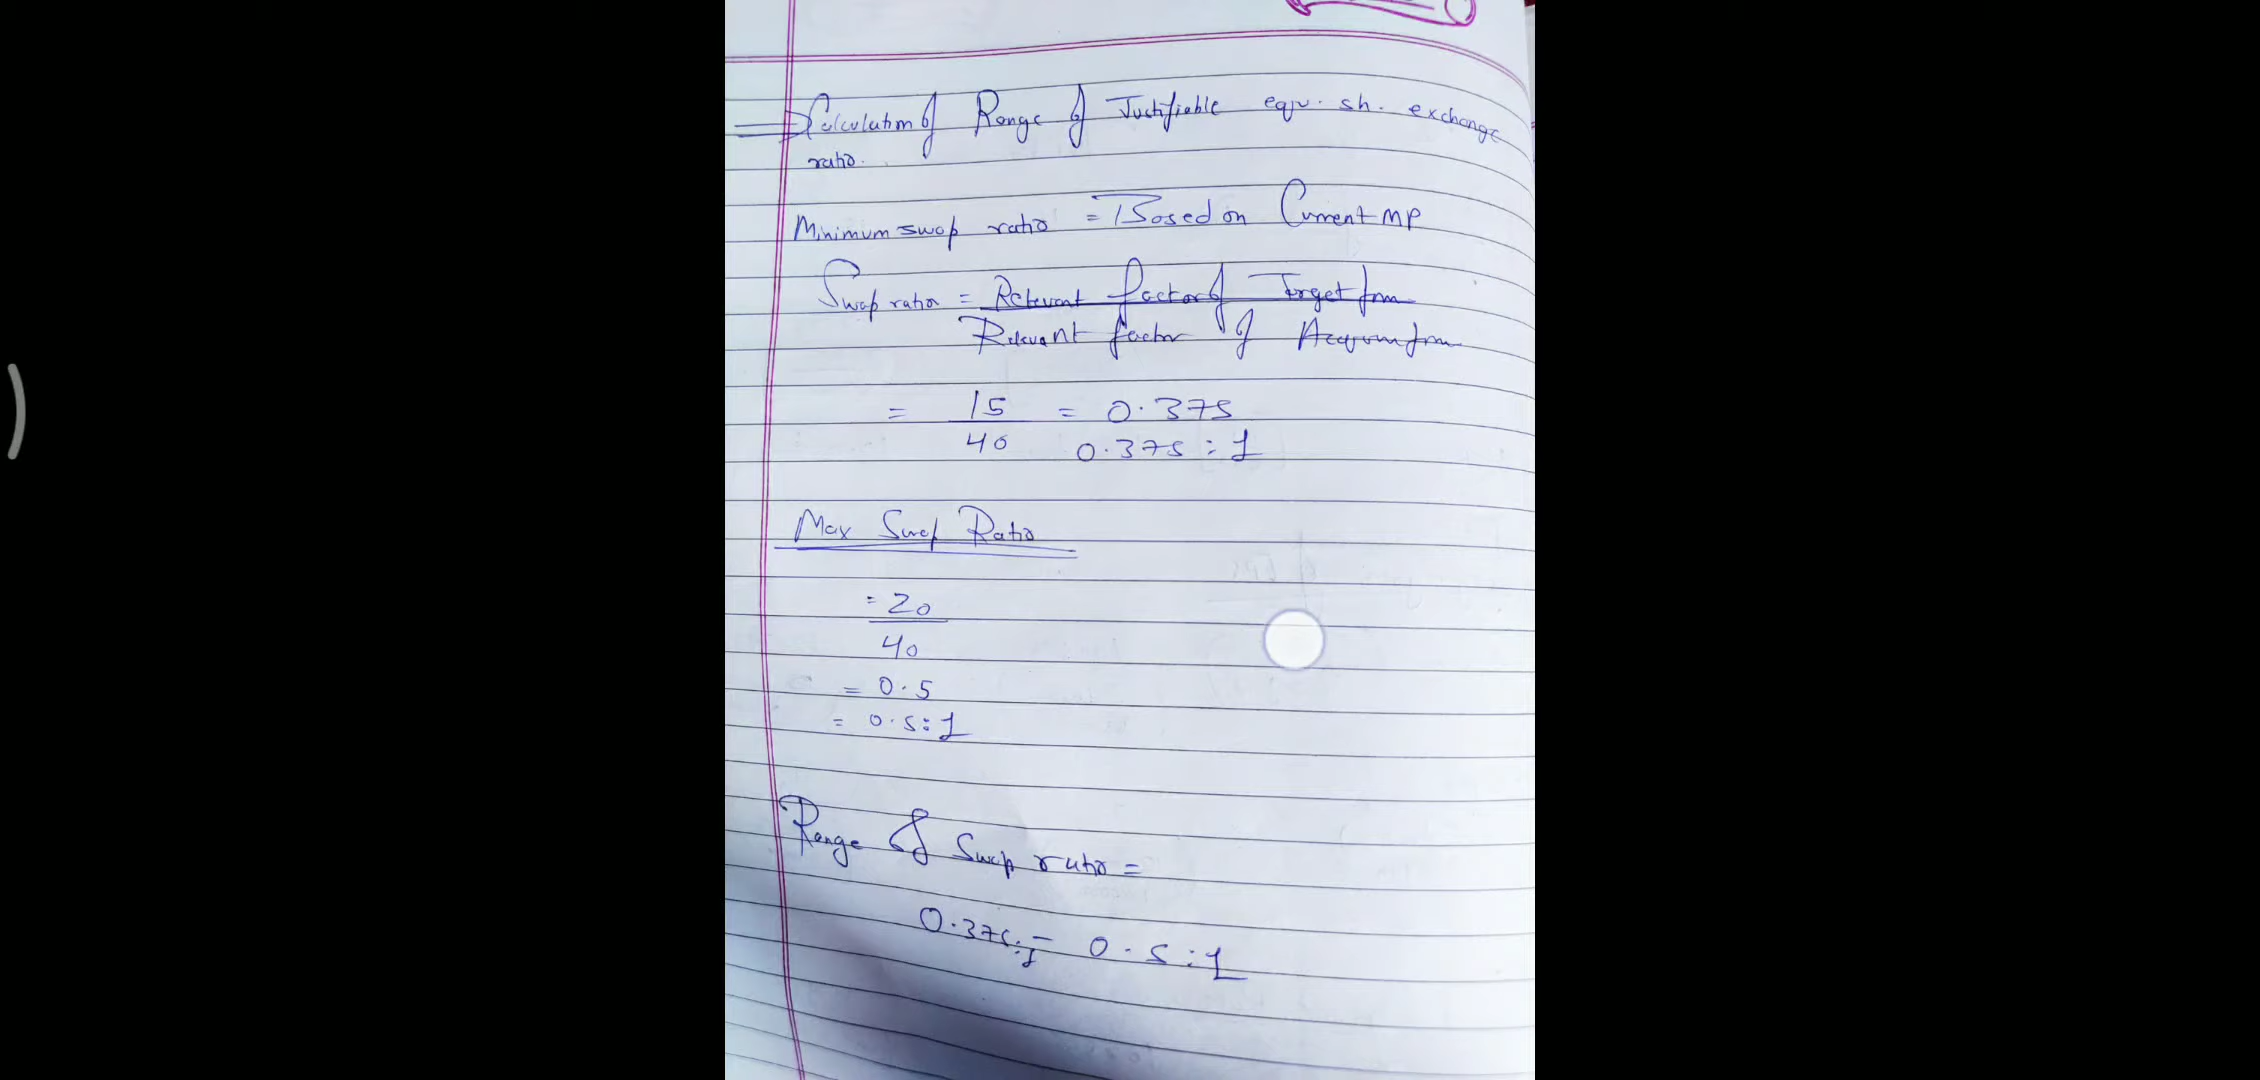 Calculation of Range of Justifiable equ. sh. exchange
ratio.
Minimum swap ratio = Based on Current MP
Swap ratio = Relevant factor of Target firm
Relevant factor of Acquirer firm
= 15 = 0.375
40 0.375 : 1
Max Swap Ratio
= 20
40
= 0.5
= 0.5:1
Range of Swap ratio =
0.375:1 - 0.5:1